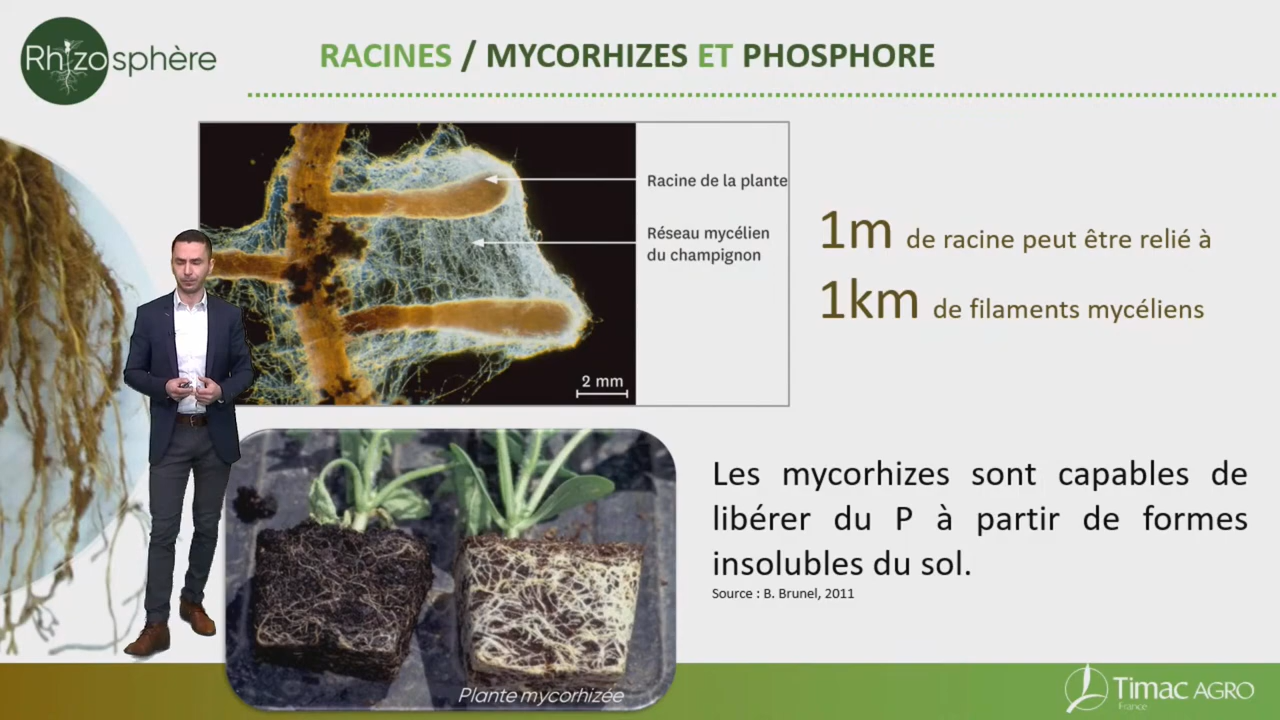 Rhizosphère
RACINES / MYCORHIZES ET PHOSPHORE
Racine de la plante
Réseau mycélien
du champignon
2 mm
1m de racine peut être relié à
1km de filaments mycéliens
Les mycorhizes sont capables de
libérer du P à partir de formes
insolubles du sol.
Source : B. Brunel, 2011
Plante mycorhizée
Timac AGRO
France